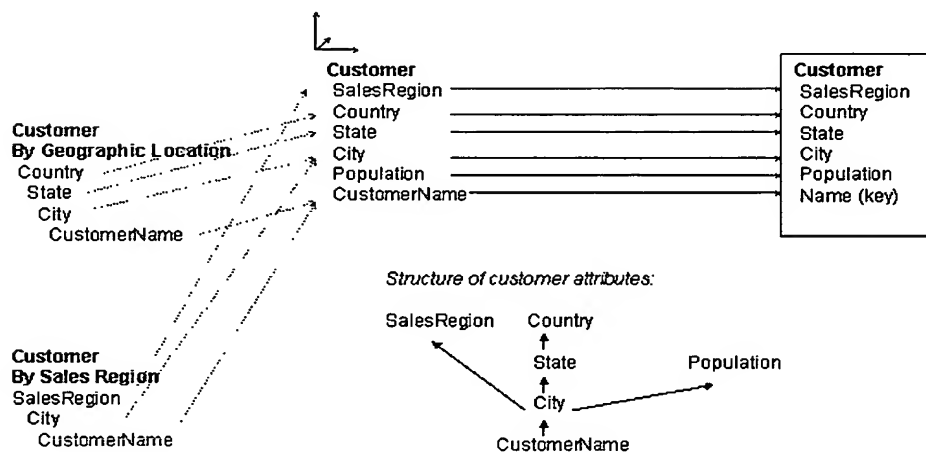 Customer
By Geographic Location
Country
State
City
CustomerName
Customer
By Sales Region
SalesRegion
City
CustomerName
Customer
SalesRegion
Country
State
City
Population
CustomerName
Customer
SalesRegion
Country
State
City
Population
Name (key)
Structure of customer attributes:
SalesRegion Country
State Population
City
CustomerName